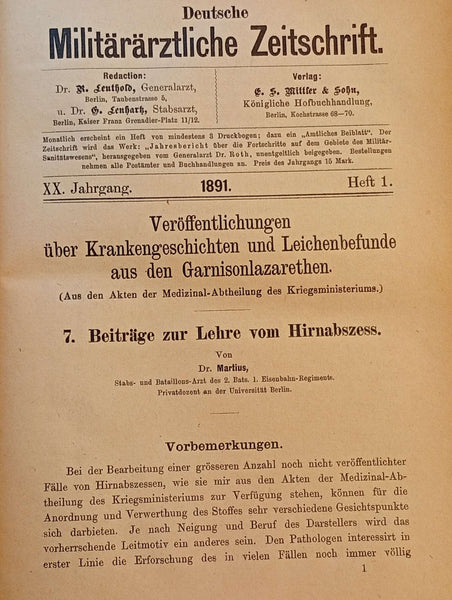 Deutsche
Militärärztliche Zeitschrift.
Redaction:
Dr. R. Leuthold, Generalarzt,
Berlin, Taubenstrasse 5,
u. Dr. G. Lenhartz, Stabsarzt,
Berlin, Kaiser Franz Grenadier-Platz 11/12.
Verlag:
E. S. Mittler & Sohn,
Königliche Hofbuchhandlung,
Berlin, Kochstrasse 68—70.
Monatlich erscheint ein Heft von mindestens 3 Druckbogen; dazu ein „Amtliches Beiblatt“. Der
Zeitschrift wird das Werk: „Jahresbericht über die Fortschritte auf dem Gebiete des Militär-
Sanitätswesens“, herausgegeben vom Generalarzt Dr. Roth, unentgeltlich beigegeben. Bestellungen
nehmen alle Postämter und Buchhandlungen an. Preis des Jahrgangs 15 Mark.
XX. Jahrgang. 1891. Heft 1.
Veröffentlichungen
über Krankengeschichten und Leichenbefunde
aus den Garnisonlazarethen.
(Aus den Akten der Medizinal-Abtheilung des Kriegsministeriums.)
7. Beiträge zur Lehre vom Hirnabszess.
Von
Dr. Martius,
Stabs- und Bataillons-Arzt des 2. Bats. 1. Eisenbahn-Regiments.
Privatdozent an der Universität Berlin.
Vorbemerkungen.
Bei der Bearbeitung einer grösseren Anzahl noch nicht veröffentlichter
Fälle von Hirnabszessen, wie sie mir aus den Akten der Medizinal-Ab-
theilung des Kriegsministeriums zur Verfügung stehen, können für die
Anordnung und Verwerthung des Stoffes sehr verschiedene Gesichtspunkte
sich darbieten. Je nach Neigung und Beruf des Darstellers wird das
vorherrschende Leitmotiv ein anderes sein. Den Pathologen interessirt in
erster Linie die Erforschung des in vielen Fällen noch immer völlig
1